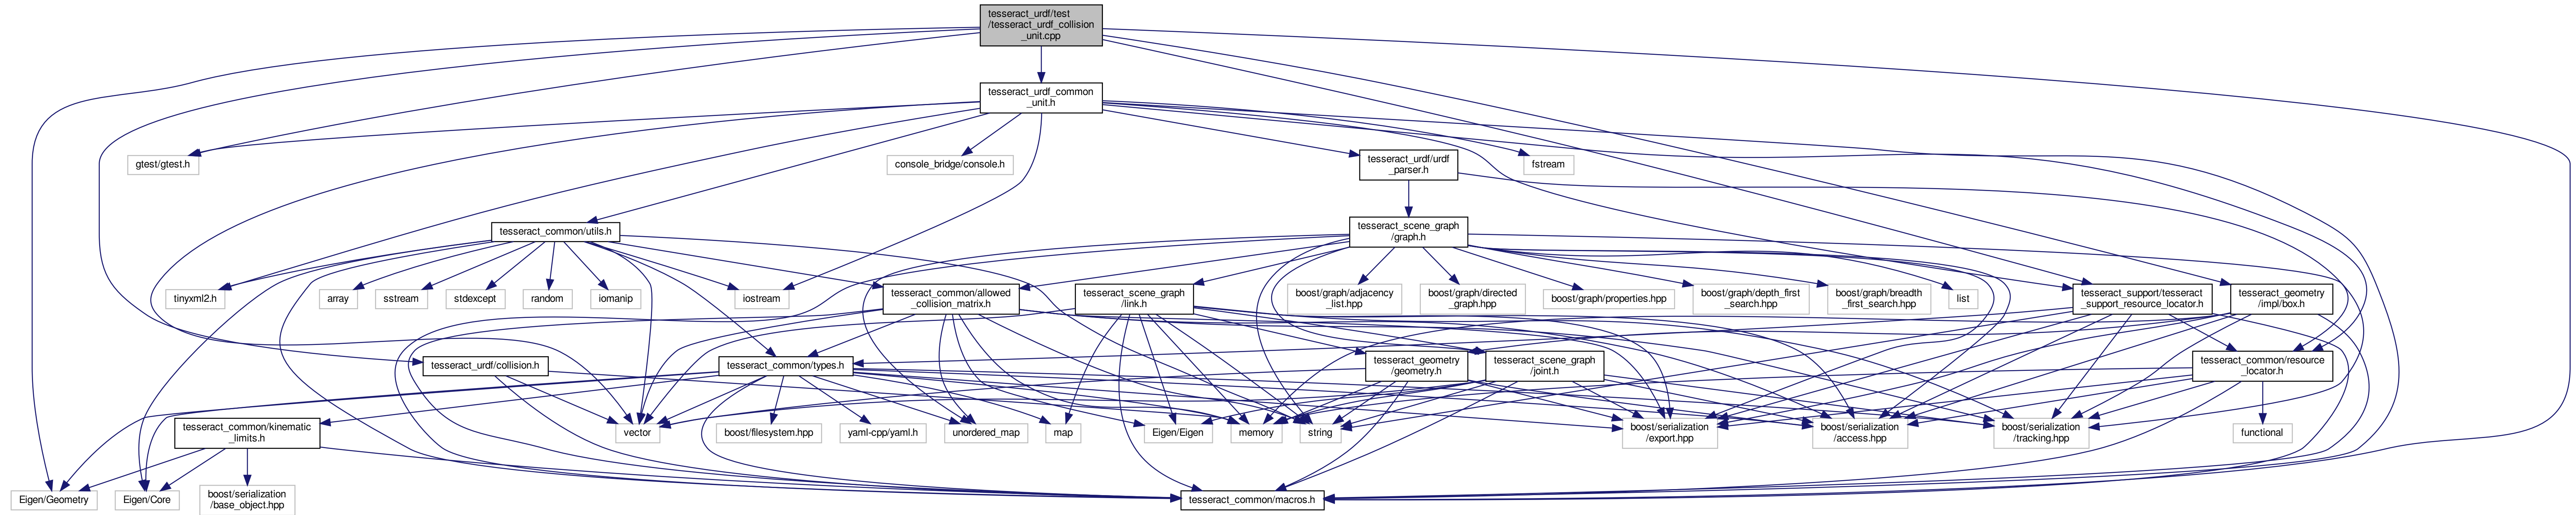 tesseract_urdf/test
/tesseract_urdf_collision
_unit.cpp
tesseract_urdf_common
_unit.h
gtest/gtest.h
console_bridge/console.h
tesseract_urdf/urdf
_parser.h
fstream
tesseract_common/utils.h
tesseract_scene_graph
/graph.h
tinyxml2.h
array
sstream
stdexcept
random
iomanip
iostream
tesseract_common/allowed
_collision_matrix.h
tesseract_scene_graph
/link.h
boost/graph/adjacency
_list.hpp
boost/graph/directed
_graph.hpp
boost/graph/properties.hpp
boost/graph/depth_first
_search.hpp
boost/graph/breadth
_first_search.hpp
list
tesseract_support/tesseract
_support_resource_locator.h
tesseract_geometry
/impl/box.h
tesseract_urdf/collision.h
tesseract_common/types.h
tesseract_geometry
/geometry.h
tesseract_scene_graph
/joint.h
tesseract_common/resource
_locator.h
tesseract_common/kinematic
_limits.h
vector
boost/filesystem.hpp
yaml-cpp/yaml.h
unordered_map
map
Eigen/Eigen
memory
string
boost/serialization
/export.hpp
boost/serialization
/access.hpp
boost/serialization
/tracking.hpp
functional
Eigen/Geometry
Eigen/Core
boost/serialization
/base_object.hpp
tesseract_common/macros.h